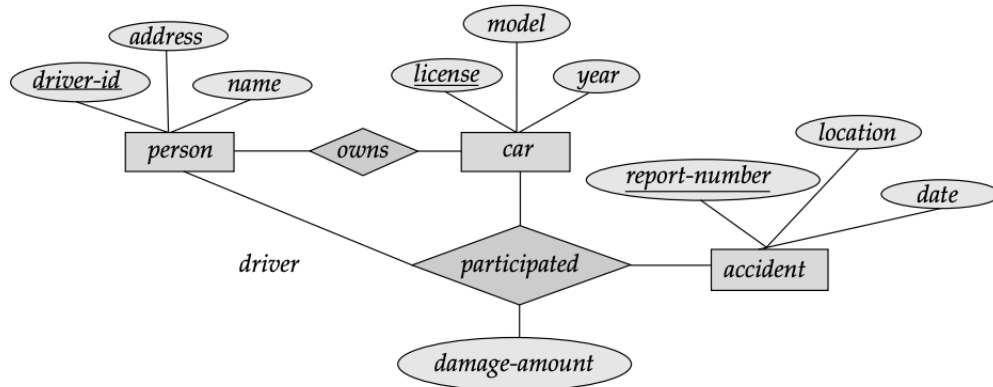 model
address
driver-id
name
license
year
person
owns
car
location
report-number
date
driver
participated
accident
damage-amount